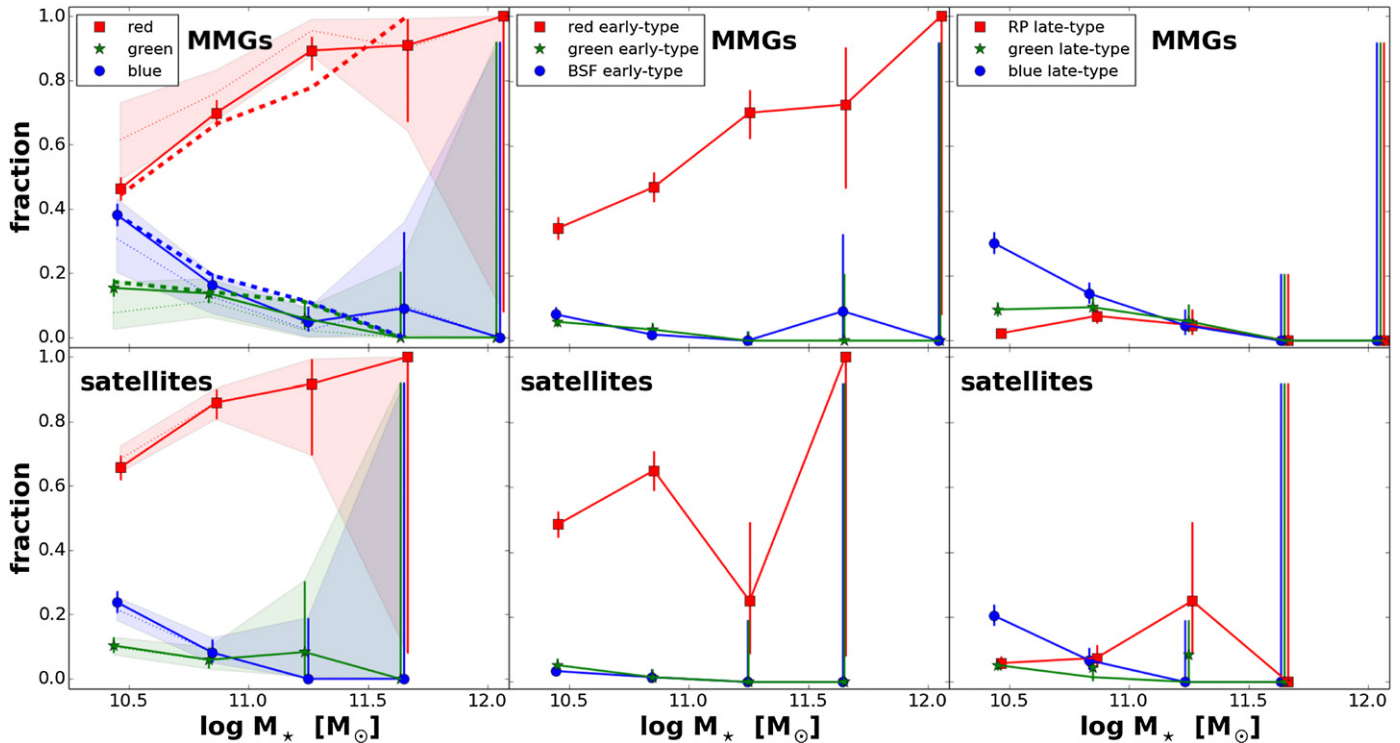 1.0
0.8
0.6
0.4
0.2
0.0
fraction
red
green
blue
MMGs
red early-type
green early-type
BSF early-type
MMGs
RP late-type
green late-type
blue late-type
MMGs
1.0
0.8
0.6
0.4
0.2
0.0
fraction
satellites
satellites
satellites
10.5 11.0 11.5 12.0
10.5 11.0 11.5 12.0
10.5 11.0 11.5 12.0
log M⋆ [M⊙]
log M⋆ [M⊙]
log M⋆ [M⊙]